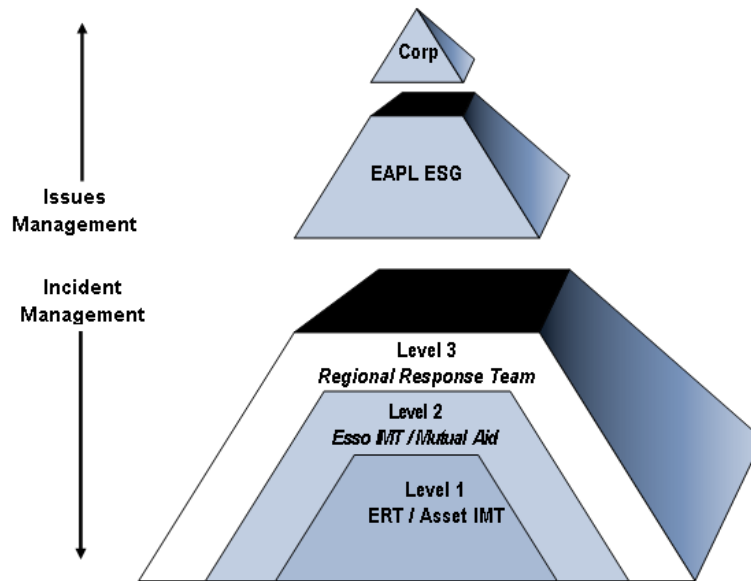 Corp
EAPL ESG
Issues
Management
Incident
Management
Level 3
Regional Response Team
Level 2
Esso IMT / Mutual Aid
Level 1
ERT / Asset IMT